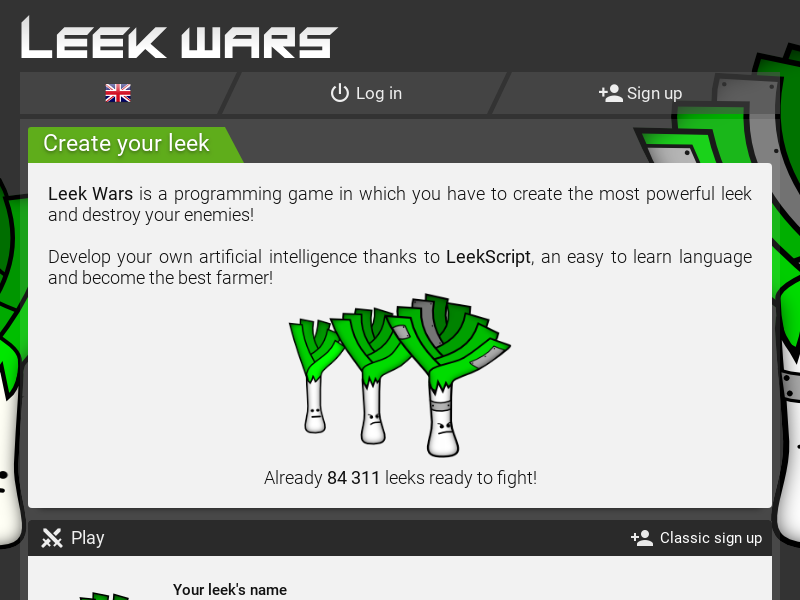 LEEK WARS
Log in
Sign up
Create your leek
Leek Wars is a programming game in which you have to create the most powerful leek
and destroy your enemies!
Develop your own artificial intelligence thanks to LeekScript, an easy to learn language
and become the best farmer!
Already 84 311 leeks ready to fight!
Play
Classic sign up
Your leek's name